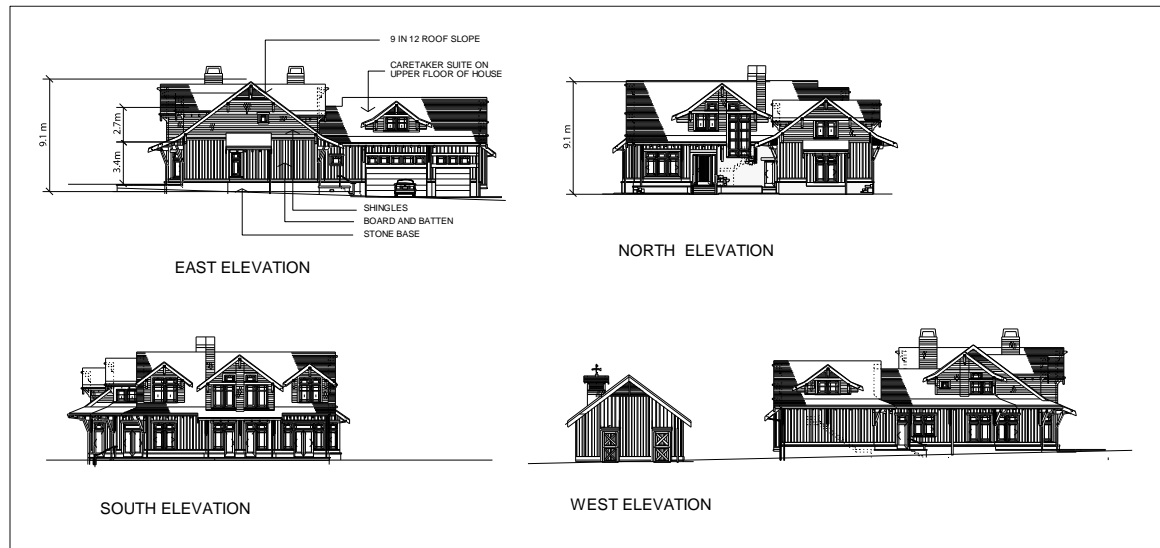 9 IN 12 ROOF SLOPE
CARETAKER SUITE ON
UPPER FLOOR OF HOUSE
9.1 m
2.7m
3.4m
SHINGLES
BOARD AND BATTEN
STONE BASE
EAST ELEVATION
9.1 m
NORTH ELEVATION
SOUTH ELEVATION
WEST ELEVATION